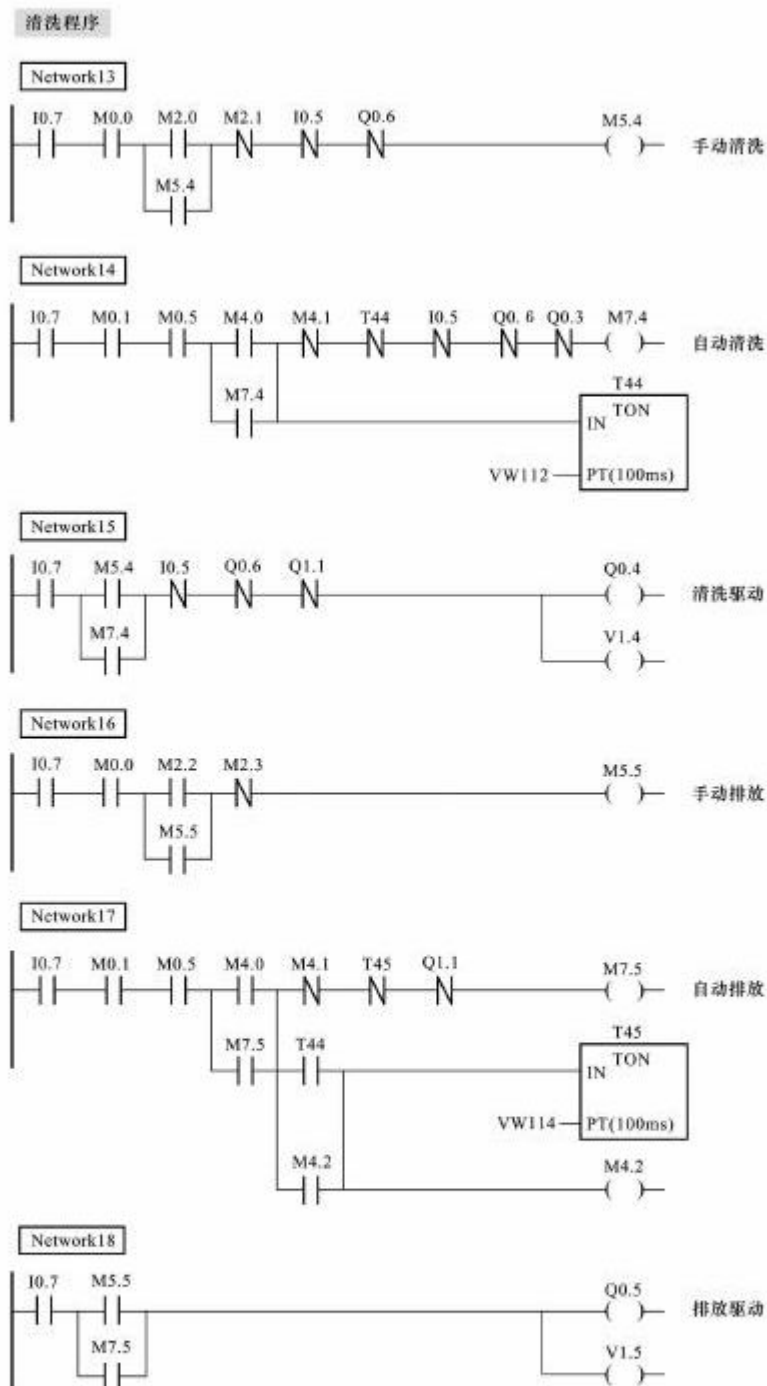 清洗程序
Network13
I0.7 M0.0 M2.0 M2.1 I0.5 Q0.6 M5.4
手动清洗
M5.4
Network14
I0.7 M0.1 M0.5 M4.0 M4.1 T44 I0.5 Q0. 6 Q0.3 M7.4
自动清洗
M7.4 T44
IN TON
VW112 PT(100ms)
Network15
I0.7 M5.4 I0.5 Q0.6 Q1.1 Q0.4
清洗驱动
M7.4 V1.4
Network16
I0.7 M0.0 M2.2 M2.3 M5.5
手动排放
M5.5
Network17
I0.7 M0.1 M0.5 M4.0 M4.1 T45 Q1.1 M7.5
自动排放
M7.5 T44 T45
IN TON
VW114 PT(100ms)
M4.2 M4.2
Network18
I0.7 M5.5 Q0.5
排放驱动
M7.5 V1.5